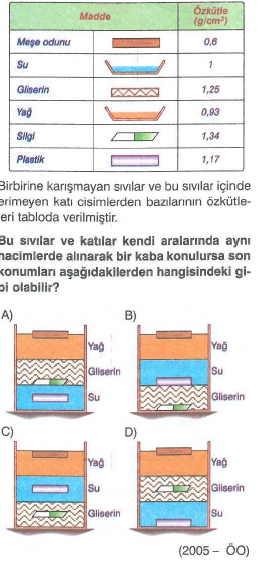 Madde Özkütle (g/cm³)
Meşe odunu 0,6
Su 1
Gliserin 1,25
Yağ 0,93
Silgi 1,34
Plastik 1,17
Birbirine karışmayan sıvılar ve bu sıvılar içinde
erimeyen katı cisimlerden bazılarının özkütle-
leri tabloda verilmiştir.
Bu sıvılar ve katılar kendi aralarında aynı
hacimlerde alınarak bir kaba konulursa son
konumları aşağıdakilerden hangisindeki gi-
bi olabilir?
A) B)
Yağ Yağ
Gliserin Su
Su Gliserin
C) D)
Yağ Yağ
Su Gliserin
Gliserin Su
(2005 – ÖO)